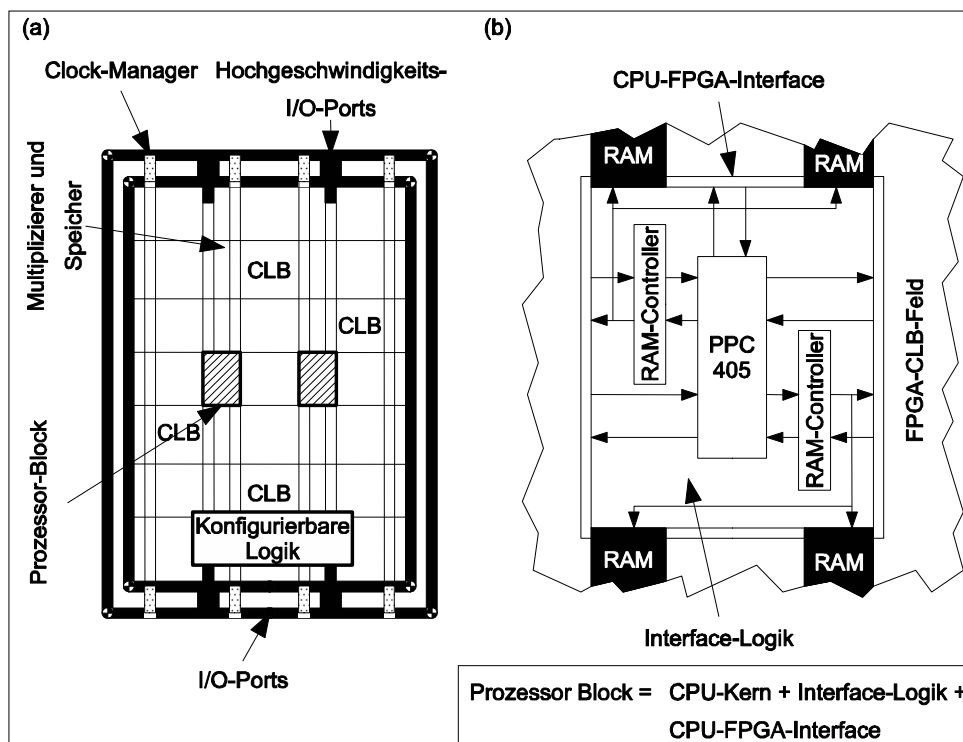 (a)
Clock-Manager
Hochgeschwindigkeits-
I/O-Ports
Multiplizierer und
Speicher
CLB
CLB
Prozessor-Block
CLB
CLB
Konfigurierbare
Logik
I/O-Ports
(b)
CPU-FPGA-Interface
RAM
RAM
RAM-Controller
PPC
405
RAM-Controller
FPGA-CLB-Feld
RAM
RAM
Interface-Logik
Prozessor Block = CPU-Kern + Interface-Logik +
CPU-FPGA-Interface